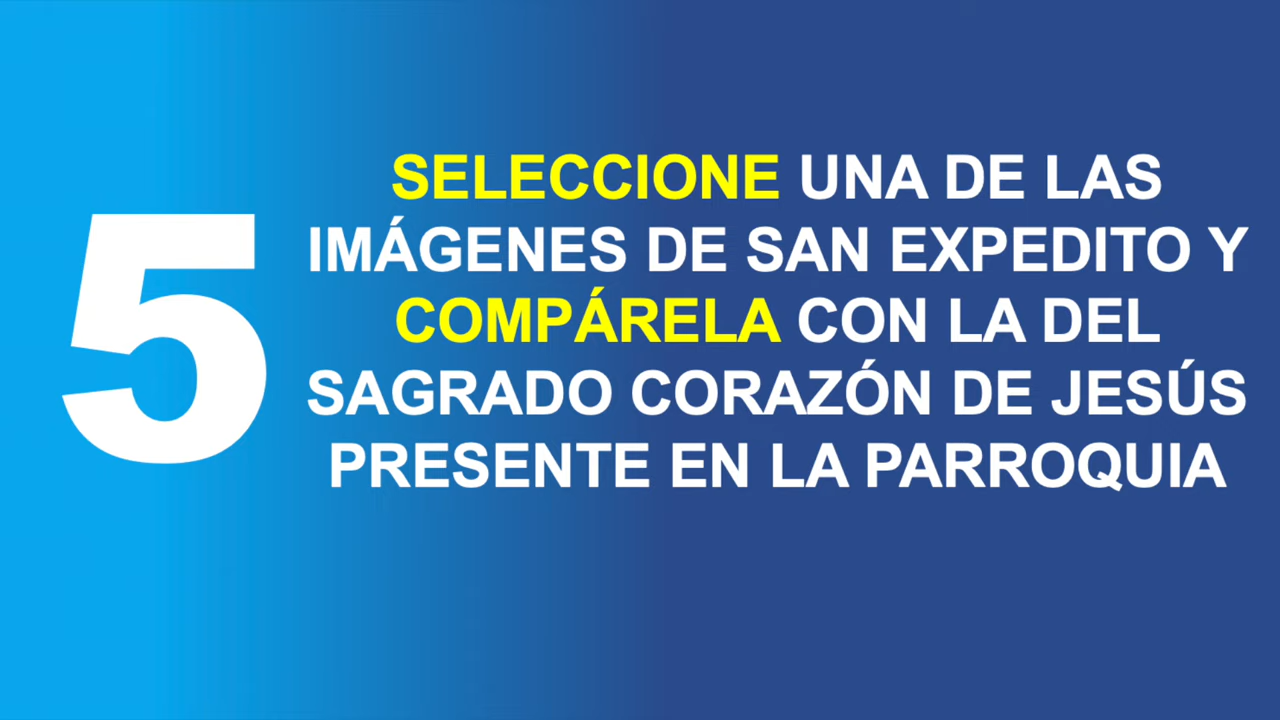 5
SELECCIONE UNA DE LAS
IMÁGENES DE SAN EXPEDITO Y
COMPÁRELA CON LA DEL
SAGRADO CORAZÓN DE JESÚS
PRESENTE EN LA PARROQUIA